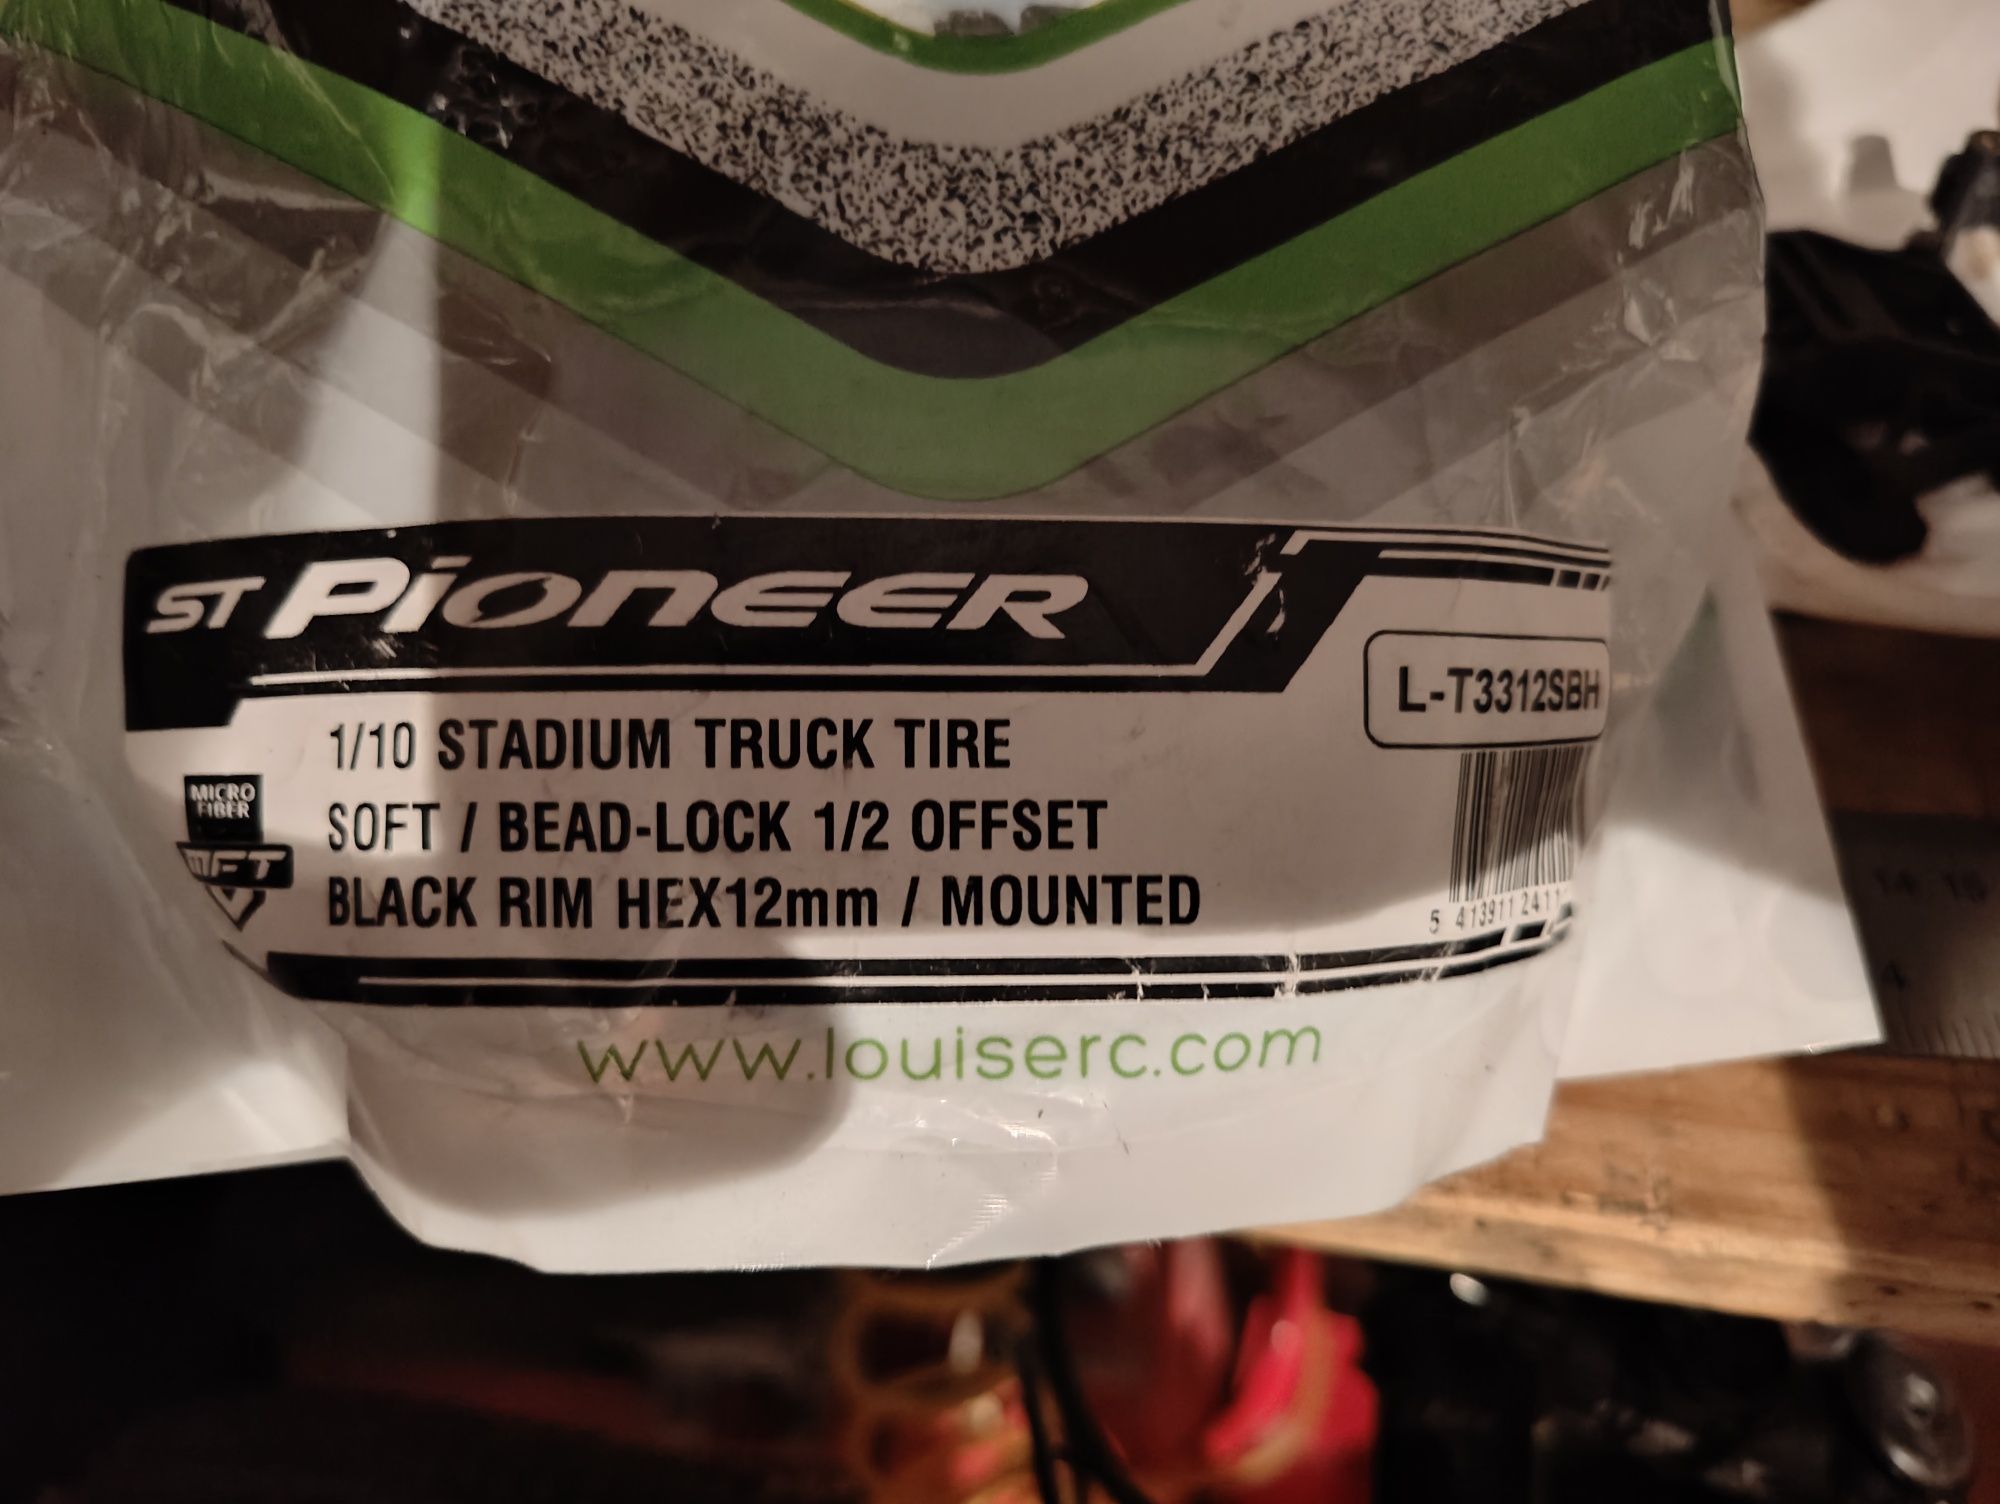 ST PiONEER
L-T3312SBH
1/10 STADIUM TRUCK TIRE
MICRO
FIBER
SOFT / BEAD-LOCK 1/2 OFFSET
MFT
BLACK RIM HEX12mm / MOUNTED
5 413911 2411
www.louiserc.com